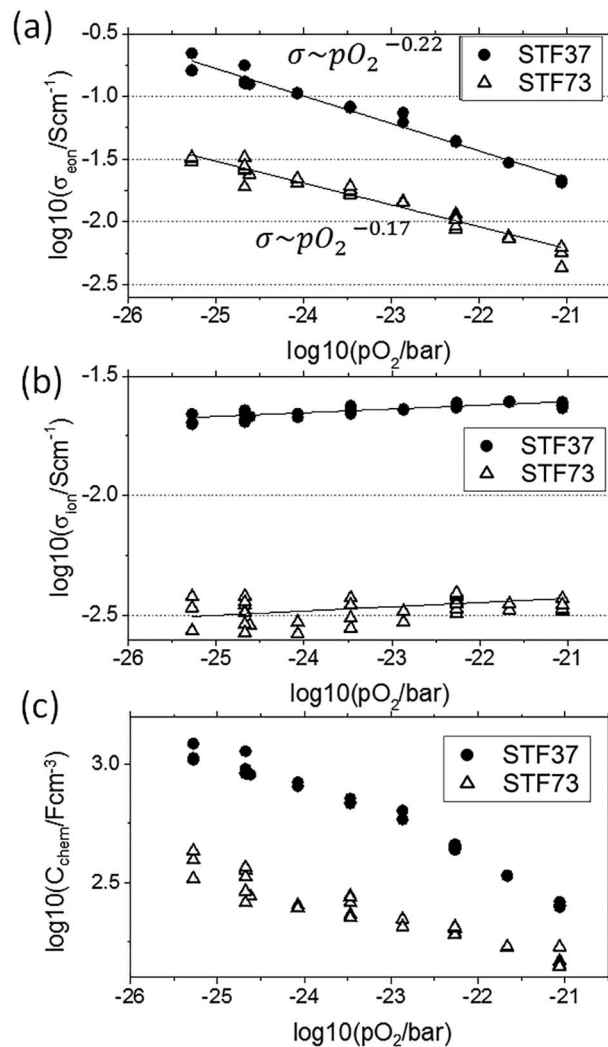 (a)
-0.5
-1.0
-1.5
-2.0
-2.5
log10(σeon/Scm⁻¹)
σ~pO₂⁻⁰·²²
STF37
STF73
σ~pO₂⁻⁰·¹⁷
-26 -25 -24 -23 -22 -21
log10(pO₂/bar)
(b)
-1.5
-2.0
-2.5
log10(σion/Scm⁻¹)
STF37
STF73
-26 -25 -24 -23 -22 -21
log10(pO₂/bar)
(c)
3.0
2.5
log10(Cchem/Fcm⁻³)
STF37
STF73
-26 -25 -24 -23 -22 -21
log10(pO₂/bar)